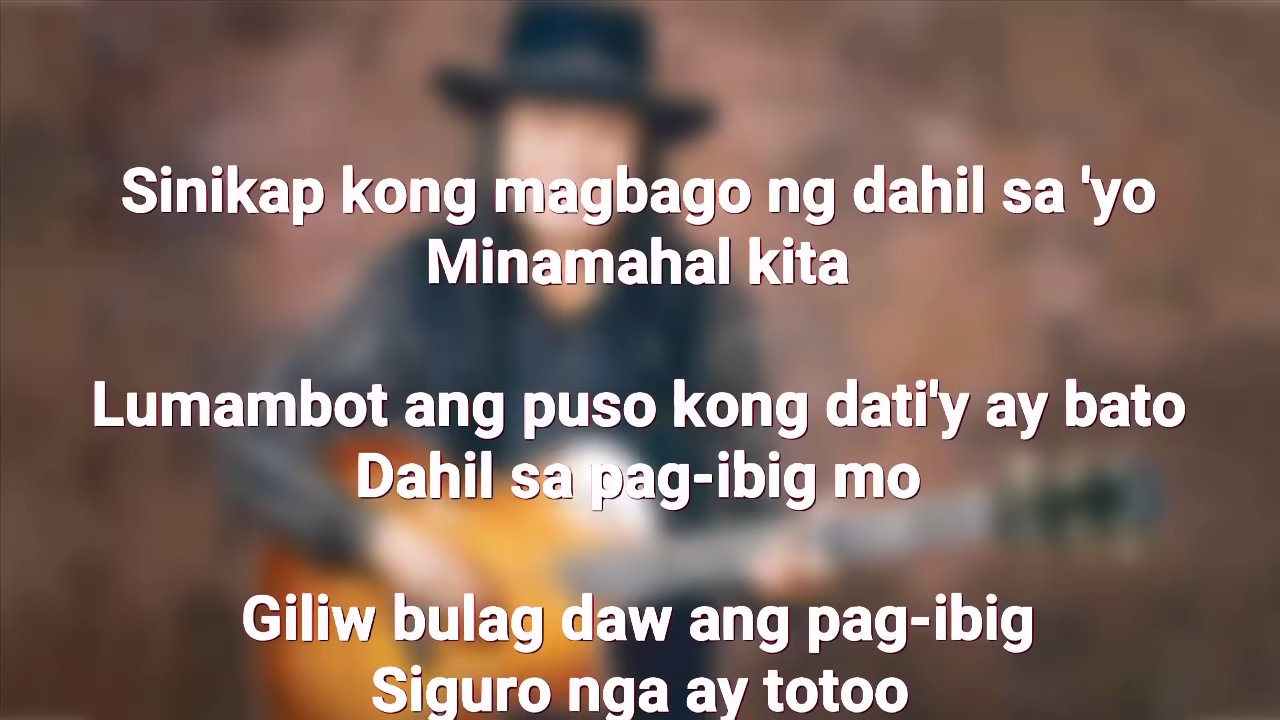 Sinikap kong magbago ng dahil sa 'yo
Minamahal kita
Lumambot ang puso kong dati'y ay bato
Dahil sa pag-ibig mo
Giliw bulag daw ang pag-ibig
Siguro nga ay totoo